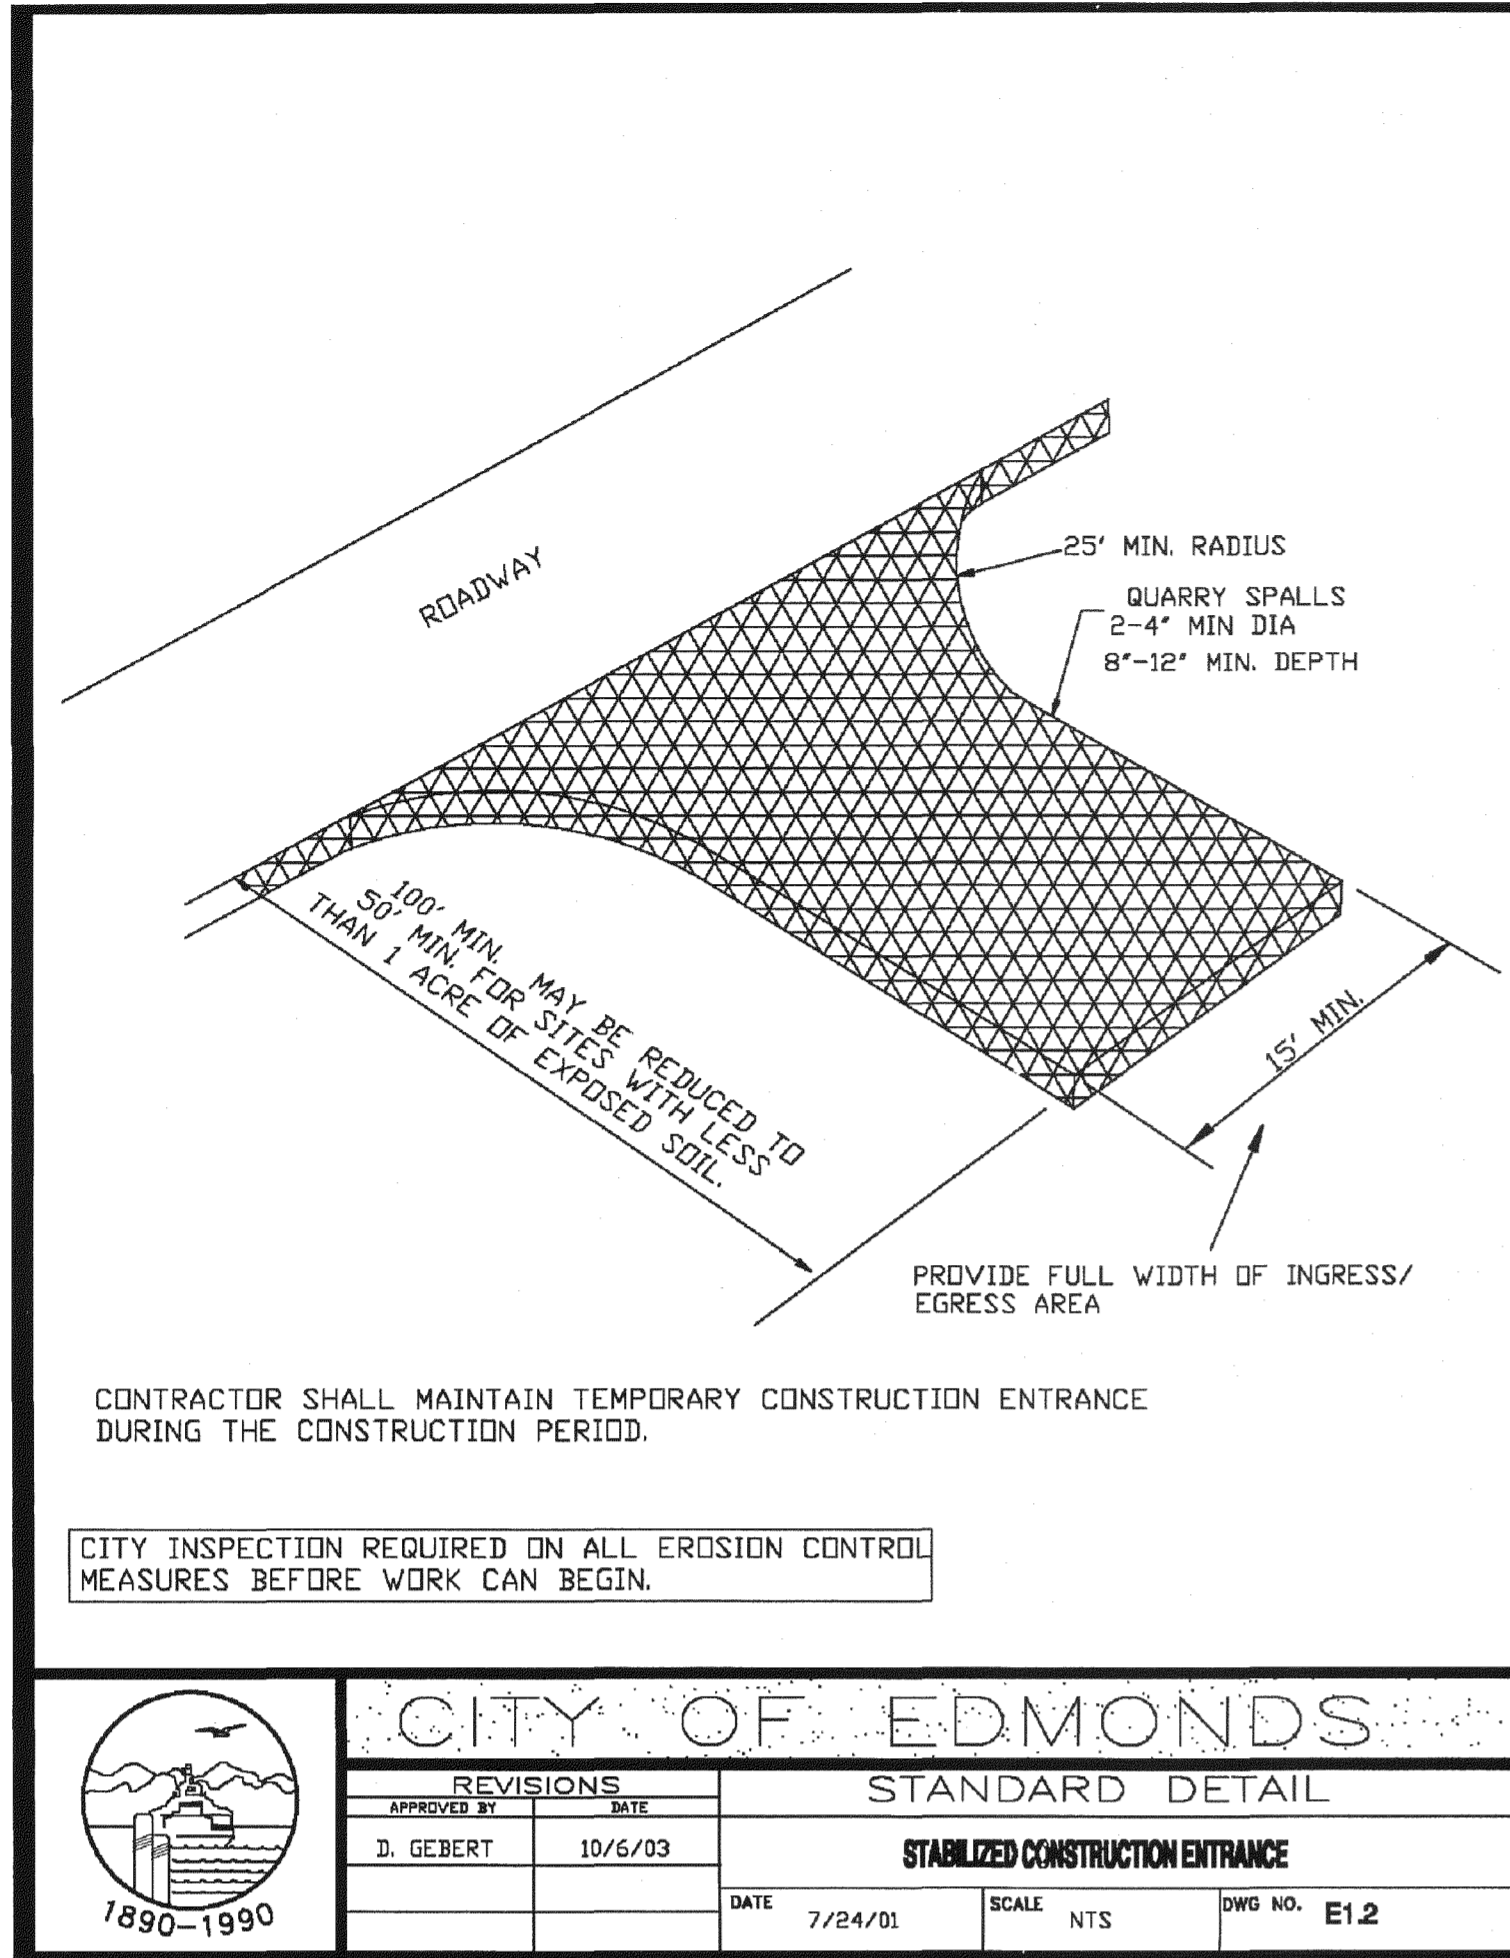 ROADWAY
25' MIN. RADIUS
QUARRY SPALLS
2-4" MIN DIA
8"-12" MIN. DEPTH
100' MIN. MAY BE REDUCED TO
50' MIN. FOR SITES WITH LESS
THAN 1 ACRE OF EXPOSED SOIL.
15' MIN.
PROVIDE FULL WIDTH OF INGRESS/
EGRESS AREA
CONTRACTOR SHALL MAINTAIN TEMPORARY CONSTRUCTION ENTRANCE
DURING THE CONSTRUCTION PERIOD.
CITY INSPECTION REQUIRED ON ALL EROSION CONTROL
MEASURES BEFORE WORK CAN BEGIN.
1890-1990
CITY OF EDMONDS
REVISIONS
APPROVED BY DATE
D. GEBERT 10/6/03
STANDARD DETAIL
STABILIZED CONSTRUCTION ENTRANCE
DATE 7/24/01 SCALE NTS DWG NO. E1.2